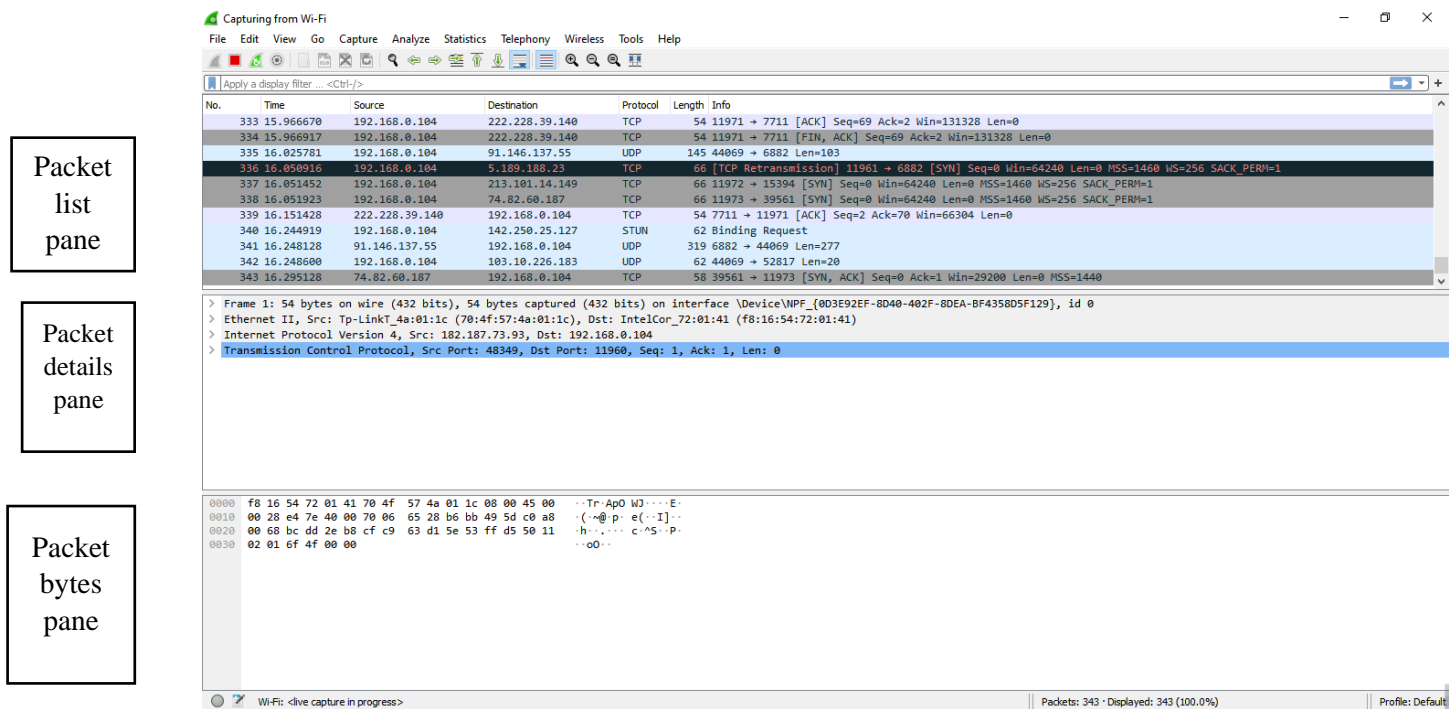 Capturing from Wi-Fi
File Edit View Go Capture Analyze Statistics Telephony Wireless Tools Help
Apply a display filter ... <Ctrl-/>
No. Time Source Destination Protocol Length Info
333 15.966670 192.168.0.104 222.228.39.140 TCP 54 11971 → 7711 [ACK] Seq=69 Ack=2 Win=131328 Len=0
334 15.966917 192.168.0.104 222.228.39.140 TCP 54 11971 → 7711 [FIN, ACK] Seq=69 Ack=2 Win=131328 Len=0
335 16.025781 192.168.0.104 91.146.137.55 UDP 145 44069 → 6882 Len=103
336 16.050916 192.168.0.104 5.189.188.23 TCP 66 [TCP Retransmission] 11961 → 6882 [SYN] Seq=0 Win=64240 Len=0 MSS=1460 WS=256 SACK_PERM=1
337 16.051452 192.168.0.104 213.101.14.149 TCP 66 11972 → 15394 [SYN] Seq=0 Win=64240 Len=0 MSS=1460 WS=256 SACK_PERM=1
338 16.051923 192.168.0.104 74.82.60.187 TCP 66 11973 → 39561 [SYN] Seq=0 Win=64240 Len=0 MSS=1460 WS=256 SACK_PERM=1
339 16.151428 222.228.39.140 192.168.0.104 TCP 54 7711 → 11971 [ACK] Seq=2 Ack=70 Win=66304 Len=0
340 16.244919 192.168.0.104 142.250.25.127 STUN 62 Binding Request
341 16.248128 91.146.137.55 192.168.0.104 UDP 319 6882 → 44069 Len=277
342 16.248600 192.168.0.104 103.10.226.183 UDP 62 44069 → 52817 Len=20
343 16.295128 74.82.60.187 192.168.0.104 TCP 58 39561 → 11973 [SYN, ACK] Seq=0 Ack=1 Win=29200 Len=0 MSS=1440
Packet
list
pane
> Frame 1: 54 bytes on wire (432 bits), 54 bytes captured (432 bits) on interface \Device\NPF_{0D3E92EF-8D40-402F-8DEA-BF4358D5F129}, id 0
> Ethernet II, Src: Tp-LinkT_4a:01:1c (70:4f:57:4a:01:1c), Dst: IntelCor_72:01:41 (f8:16:54:72:01:41)
> Internet Protocol Version 4, Src: 182.187.73.93, Dst: 192.168.0.104
> Transmission Control Protocol, Src Port: 48349, Dst Port: 11960, Seq: 1, Ack: 1, Len: 0
Packet
details
pane
0000 f8 16 54 72 01 41 70 4f 57 4a 01 1c 08 00 45 00 ··Tr·ApO WJ····E·
0010 00 28 e4 7e 40 00 70 06 65 28 b6 bb 49 5d c0 a8 ·(·~@·p· e(··I]··
0020 00 68 bc dd 2e b8 cf c9 63 d1 5e 53 ff d5 50 11 ·h··.··· c·^S··P·
0030 02 01 6f 4f 00 00 ··oO··
Packet
bytes
pane
Wi-Fi: <live capture in progress> Packets: 343 · Displayed: 343 (100.0%) Profile: Default